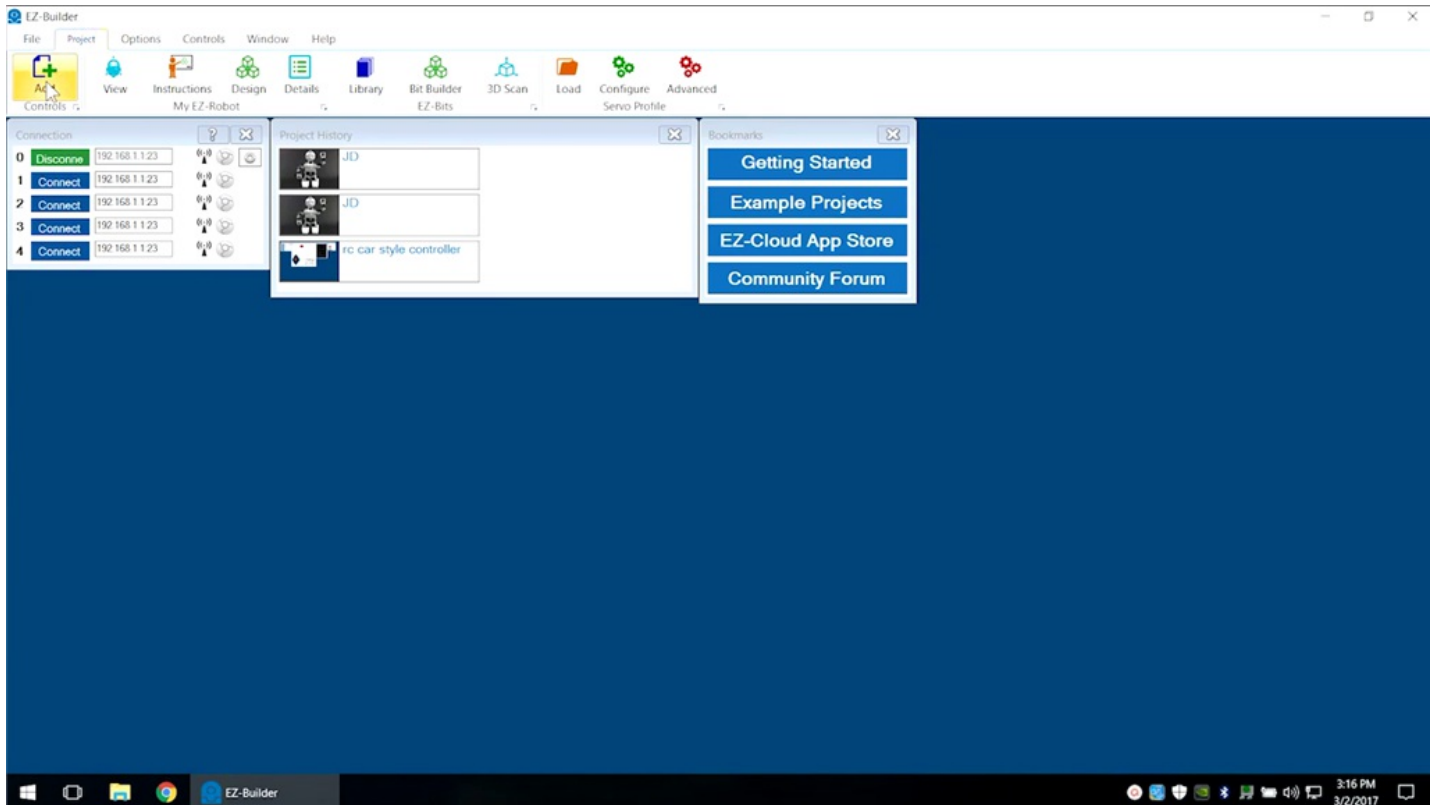 EZ-Builder
File Project Options Controls Window Help
View Instructions Design Details Library Bit Builder 3D Scan Load Configure Advanced
Controls My EZ-Robot EZ-Bits Servo Profile
Connection ?
0 Disconne 192.168.1.1:23
1 Connect 192.168.1.1:23
2 Connect 192.168.1.1:23
3 Connect 192.168.1.1:23
4 Connect 192.168.1.1:23
Project History
JD
JD
rc car style controller
Bookmarks
Getting Started
Example Projects
EZ-Cloud App Store
Community Forum
EZ-Builder
3:16 PM
3/2/2017